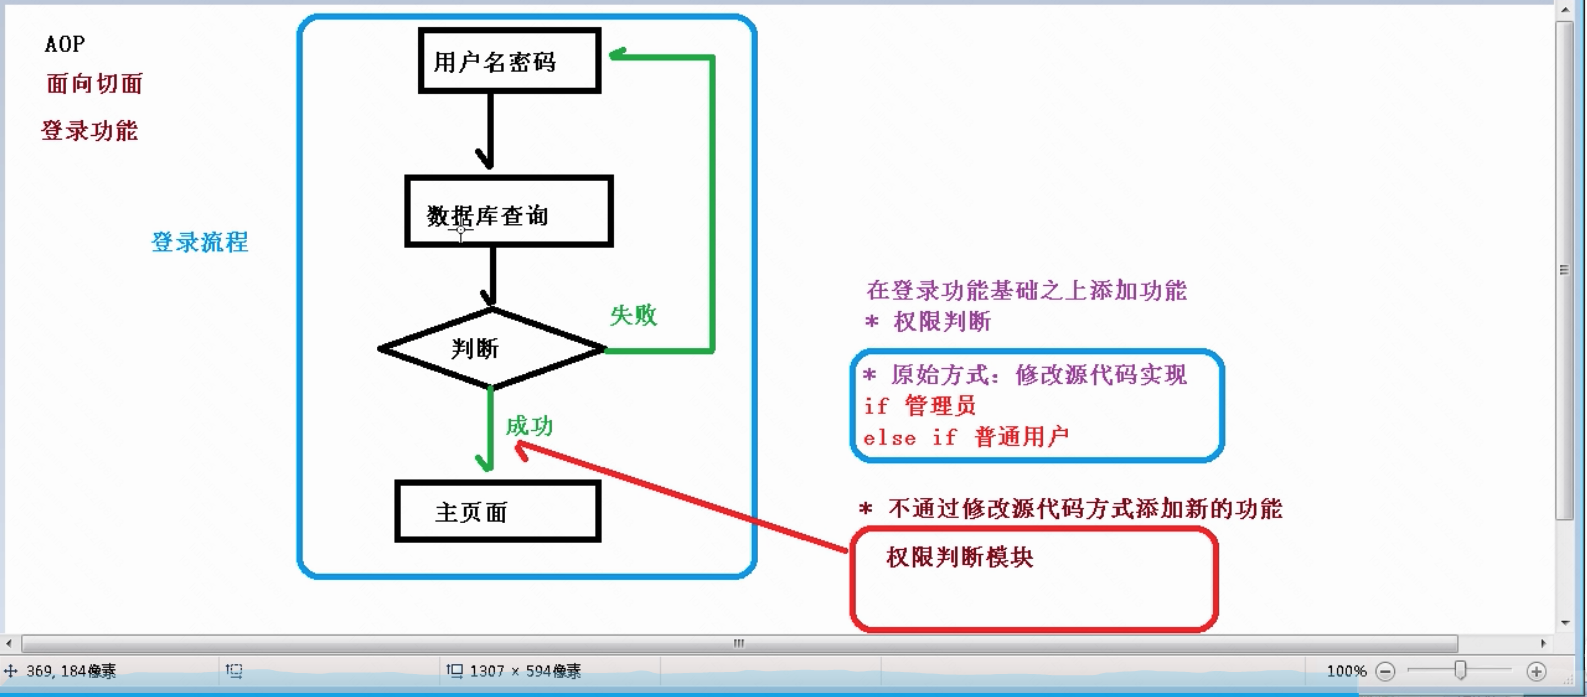 AOP
面向切面
登录功能
登录流程
用户名密码
数据库查询
判断
失败
成功
主页面
在登录功能基础之上添加功能
* 权限判断
* 原始方式：修改源代码实现
if 管理员
else if 普通用户
* 不通过修改源代码方式添加新的功能
权限判断模块
369, 184像素
1307 × 594像素
100%